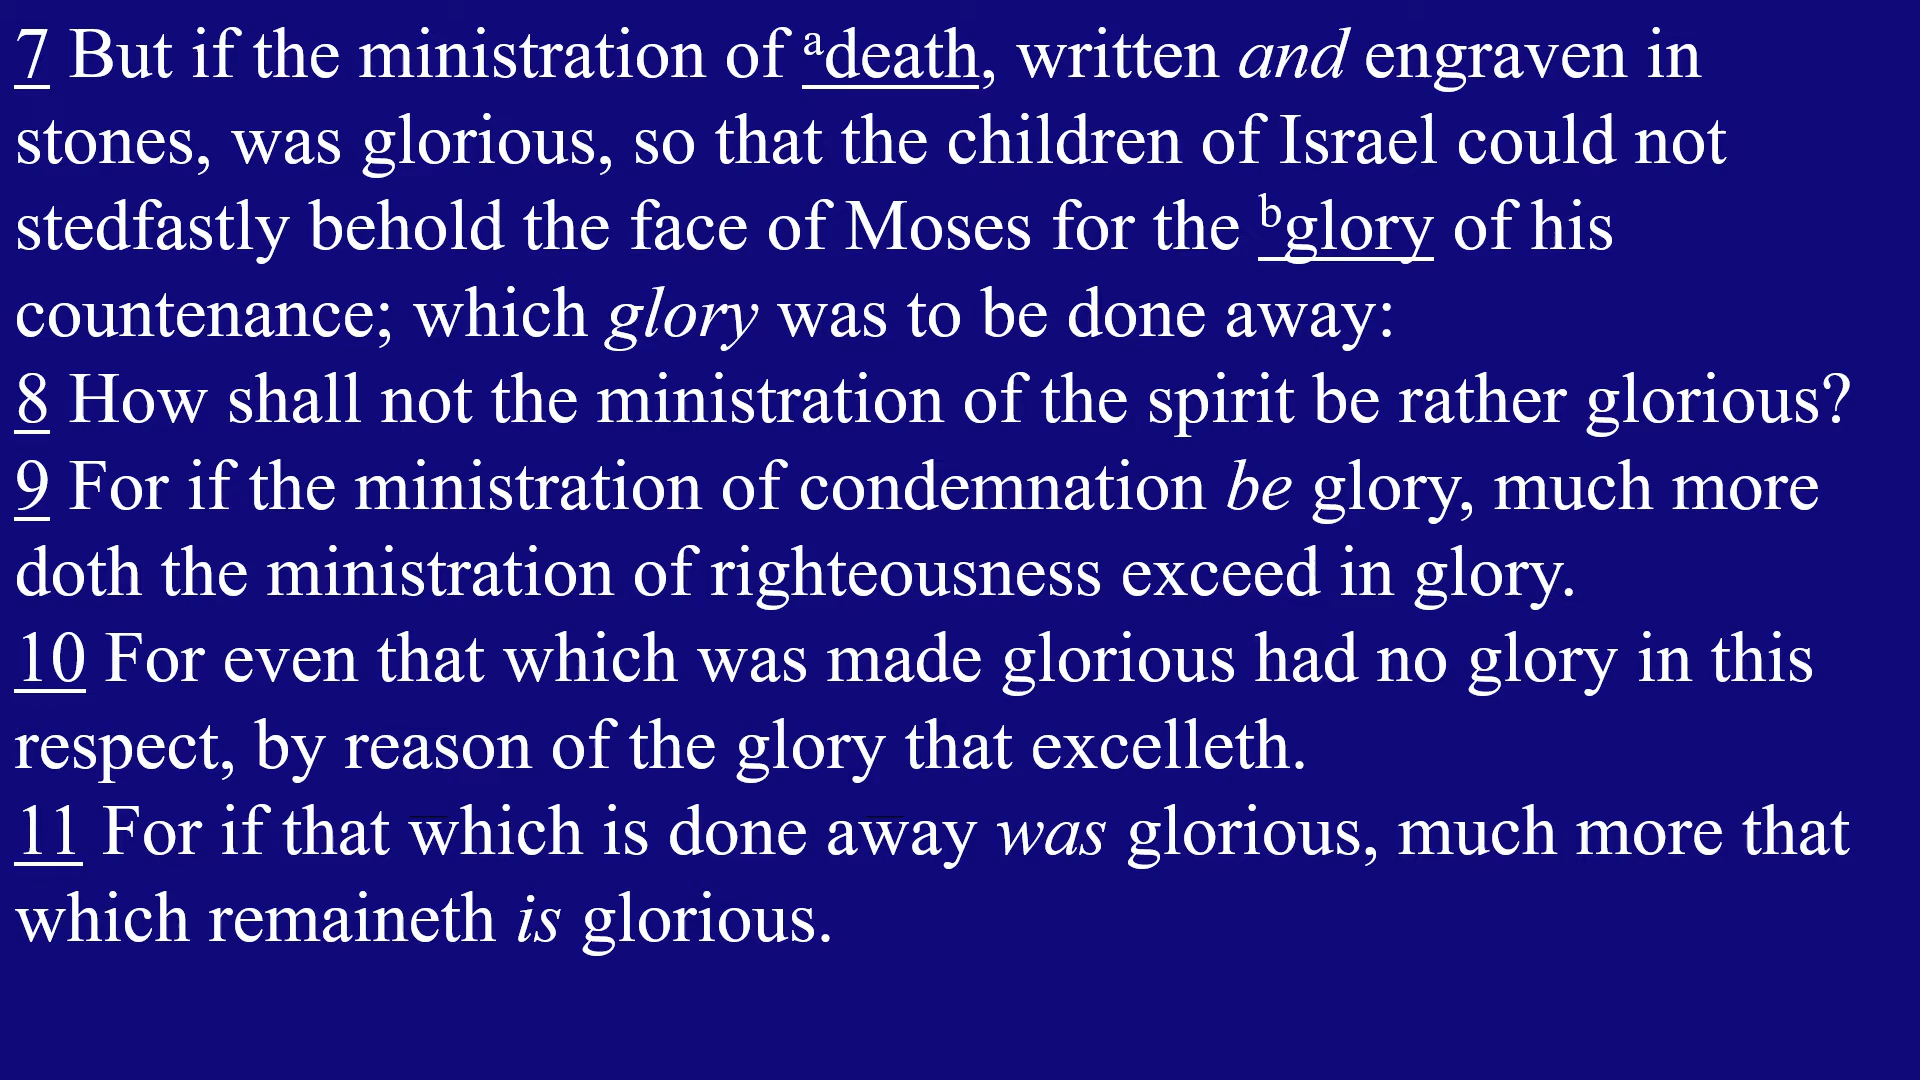 7 But if the ministration of adeath, written and engraven in
stones, was glorious, so that the children of Israel could not
stedfastly behold the face of Moses for the bglory of his
countenance; which glory was to be done away:
8 How shall not the ministration of the spirit be rather glorious?
9 For if the ministration of condemnation be glory, much more
doth the ministration of righteousness exceed in glory.
10 For even that which was made glorious had no glory in this
respect, by reason of the glory that excelleth.
11 For if that which is done away was glorious, much more that
which remaineth is glorious.